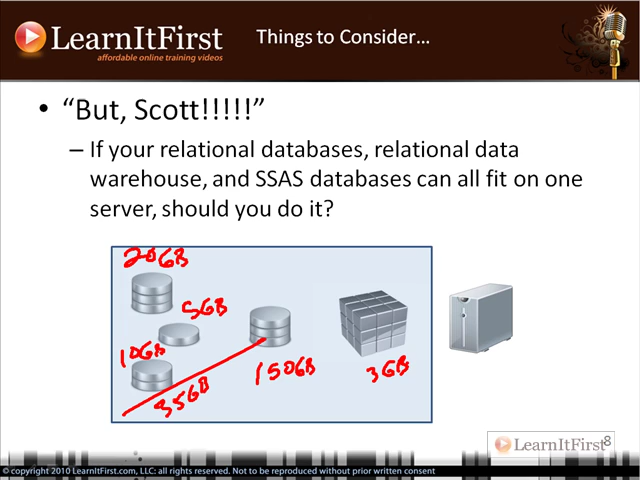 LearnItFirst
affordable online training videos
Things to Consider...
• “But, Scott!!!!!”
– If your relational databases, relational data
warehouse, and SSAS databases can all fit on one
server, should you do it?
20GB
5GB
10GB
35GB
150GB
3GB
LearnItFirst
8
© copyright 2010 LearnItFirst.com, LLC: all rights reserved. Not to be reproduced without prior written consent